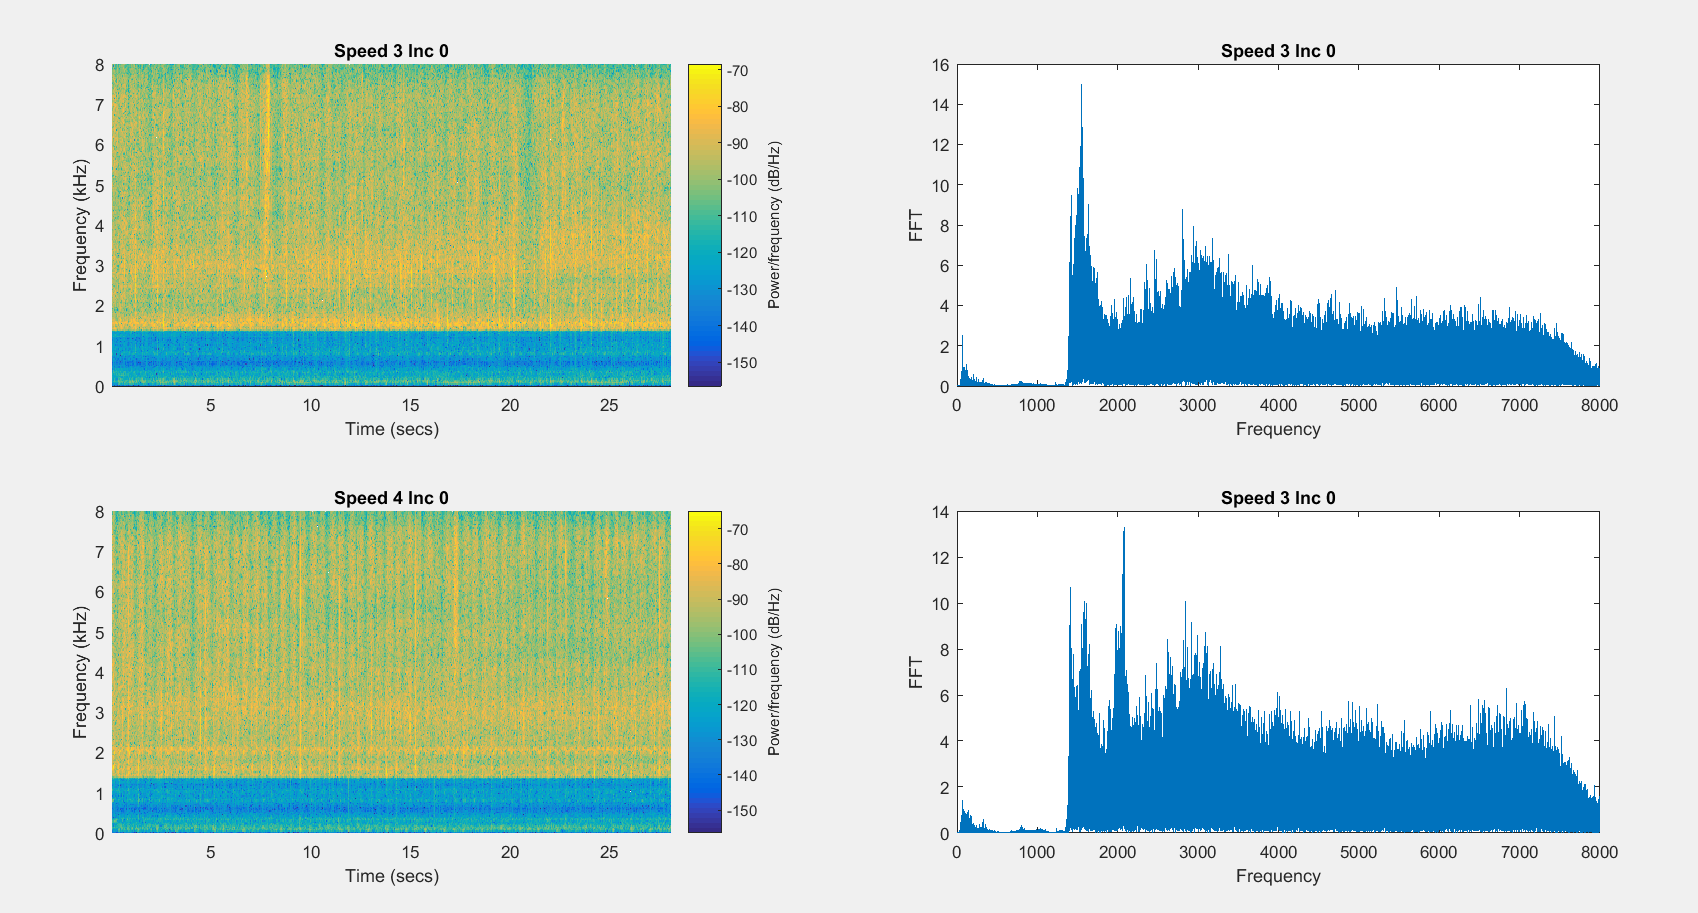 Speed 3 Inc 0
8
7
6
5
4
3
2
1
0
Frequency (kHz)
5 10 15 20 25
Time (secs)
-70
-80
-90
-100
-110
-120
-130
-140
-150
Power/frequency (dB/Hz)
Speed 3 Inc 0
16
14
12
10
8
6
4
2
0
FFT
0 1000 2000 3000 4000 5000 6000 7000 8000
Frequency
Speed 4 Inc 0
8
7
6
5
4
3
2
1
0
Frequency (kHz)
5 10 15 20 25
Time (secs)
-70
-80
-90
-100
-110
-120
-130
-140
-150
Power/frequency (dB/Hz)
Speed 3 Inc 0
14
12
10
8
6
4
2
0
FFT
0 1000 2000 3000 4000 5000 6000 7000 8000
Frequency